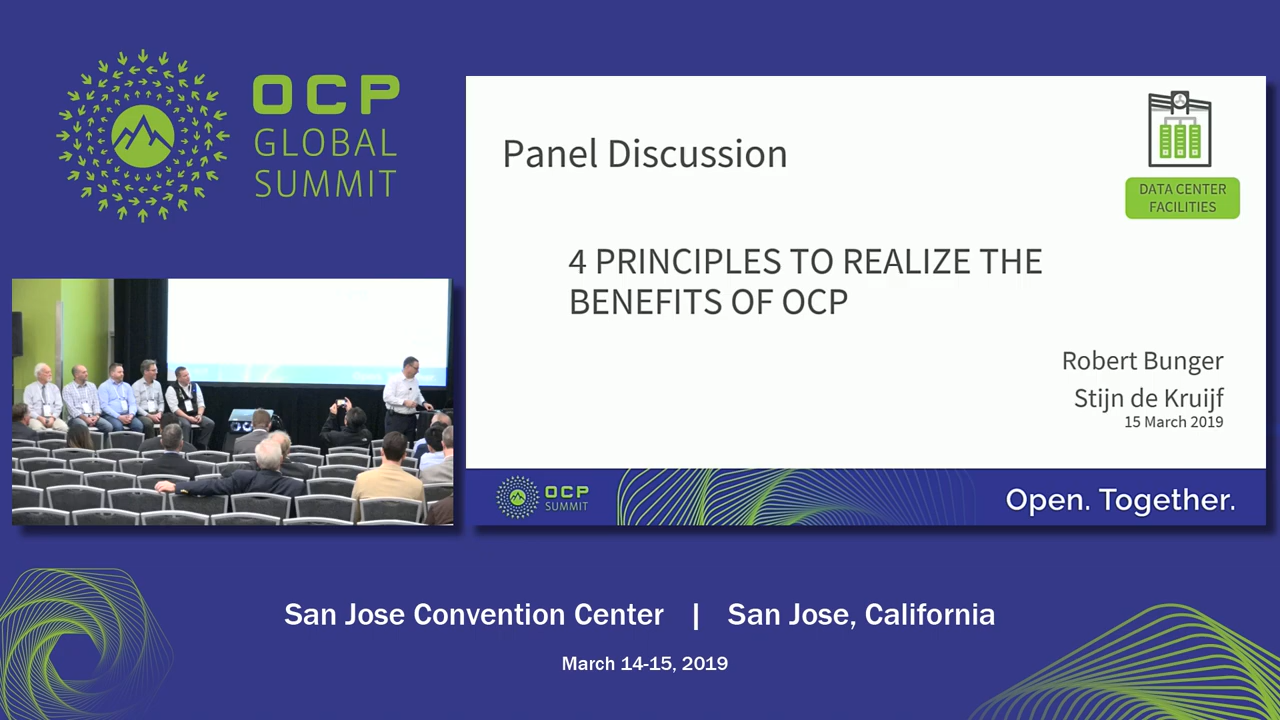 OCP
GLOBAL
SUMMIT
Panel Discussion
DATA CENTER
FACILITIES
4 PRINCIPLES TO REALIZE THE
BENEFITS OF OCP
Robert Bunger
Stijn de Kruijf
15 March 2019
OCP
SUMMIT
Open. Together.
San Jose Convention Center | San Jose, California
March 14-15, 2019